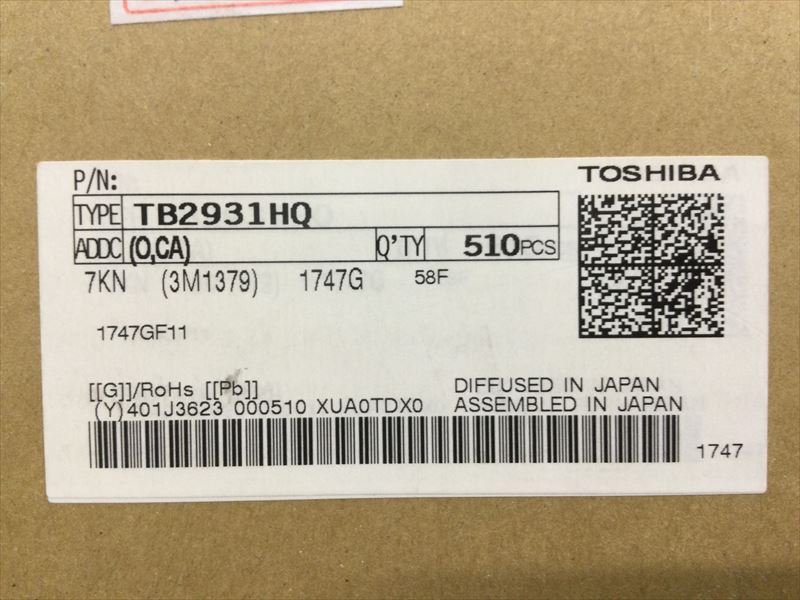 P/N:
TOSHIBA
TYPE TB2931HQ
ADDC (O,CA) Q'TY 510PCS
7KN (3M1379) 1747G 58F
1747GF11
[[G]]/RoHs [[Pb]]
DIFFUSED IN JAPAN
(Y)401J3623 000510 XUA0TDX0 ASSEMBLED IN JAPAN
1747